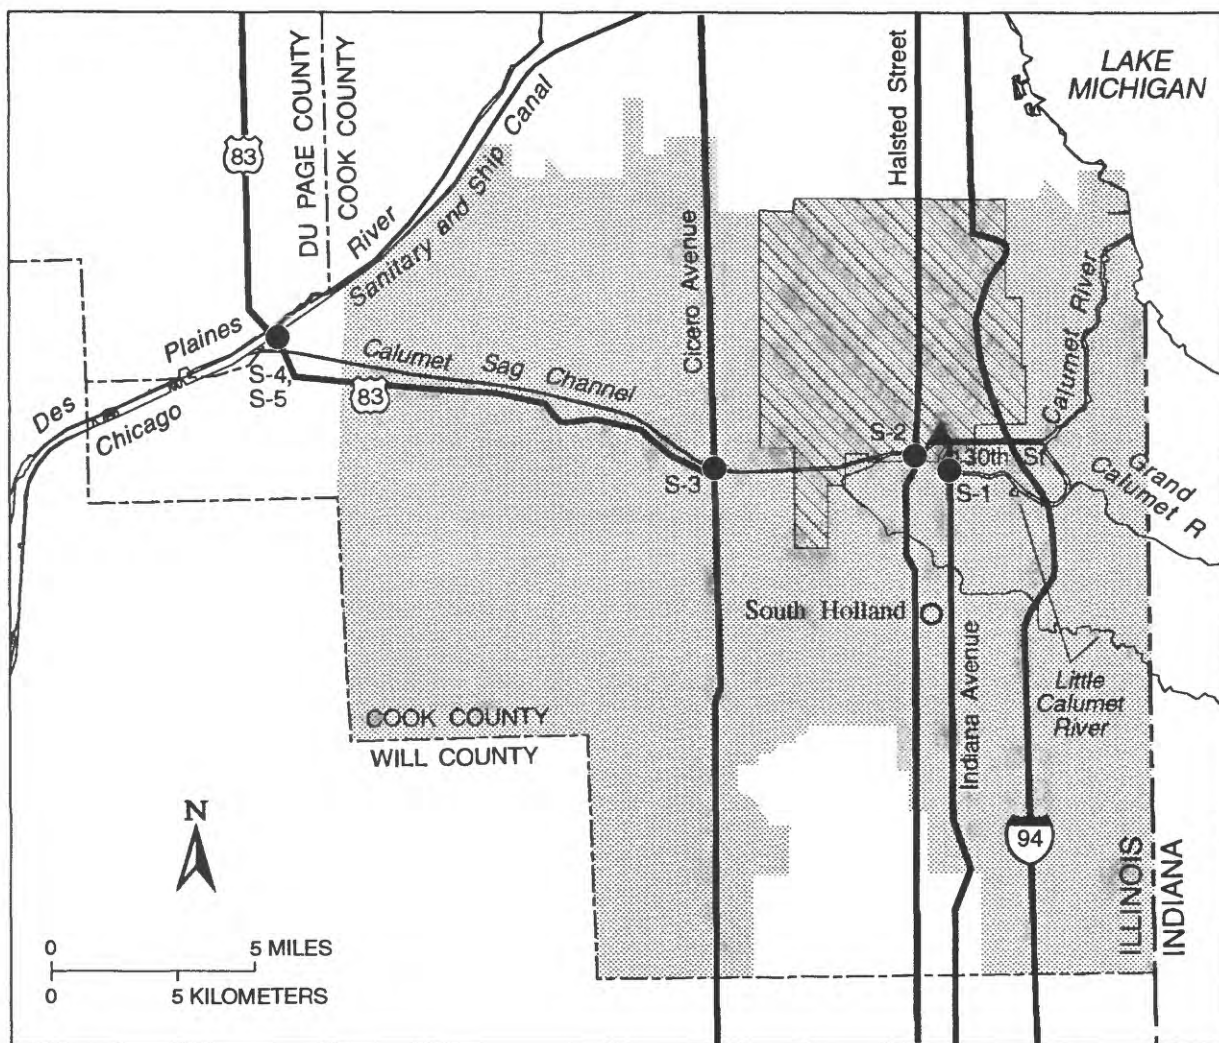 LAKE
MICHIGAN
Halsted Street
83
DU PAGE COUNTY
COOK COUNTY
River
Sanitary and Ship Canal
Cicero Avenue
Calumet River
Plaines
Des
Chicago
S-4,
S-5
83
Calumet Sag Channel
S-3
S-2
130th St
S-1
Grand
Calumet R
South Holland
Indiana Avenue
Little
Calumet
River
COOK COUNTY
WILL COUNTY
94
ILLINOIS
INDIANA
N
0 5 MILES
0 5 KILOMETERS